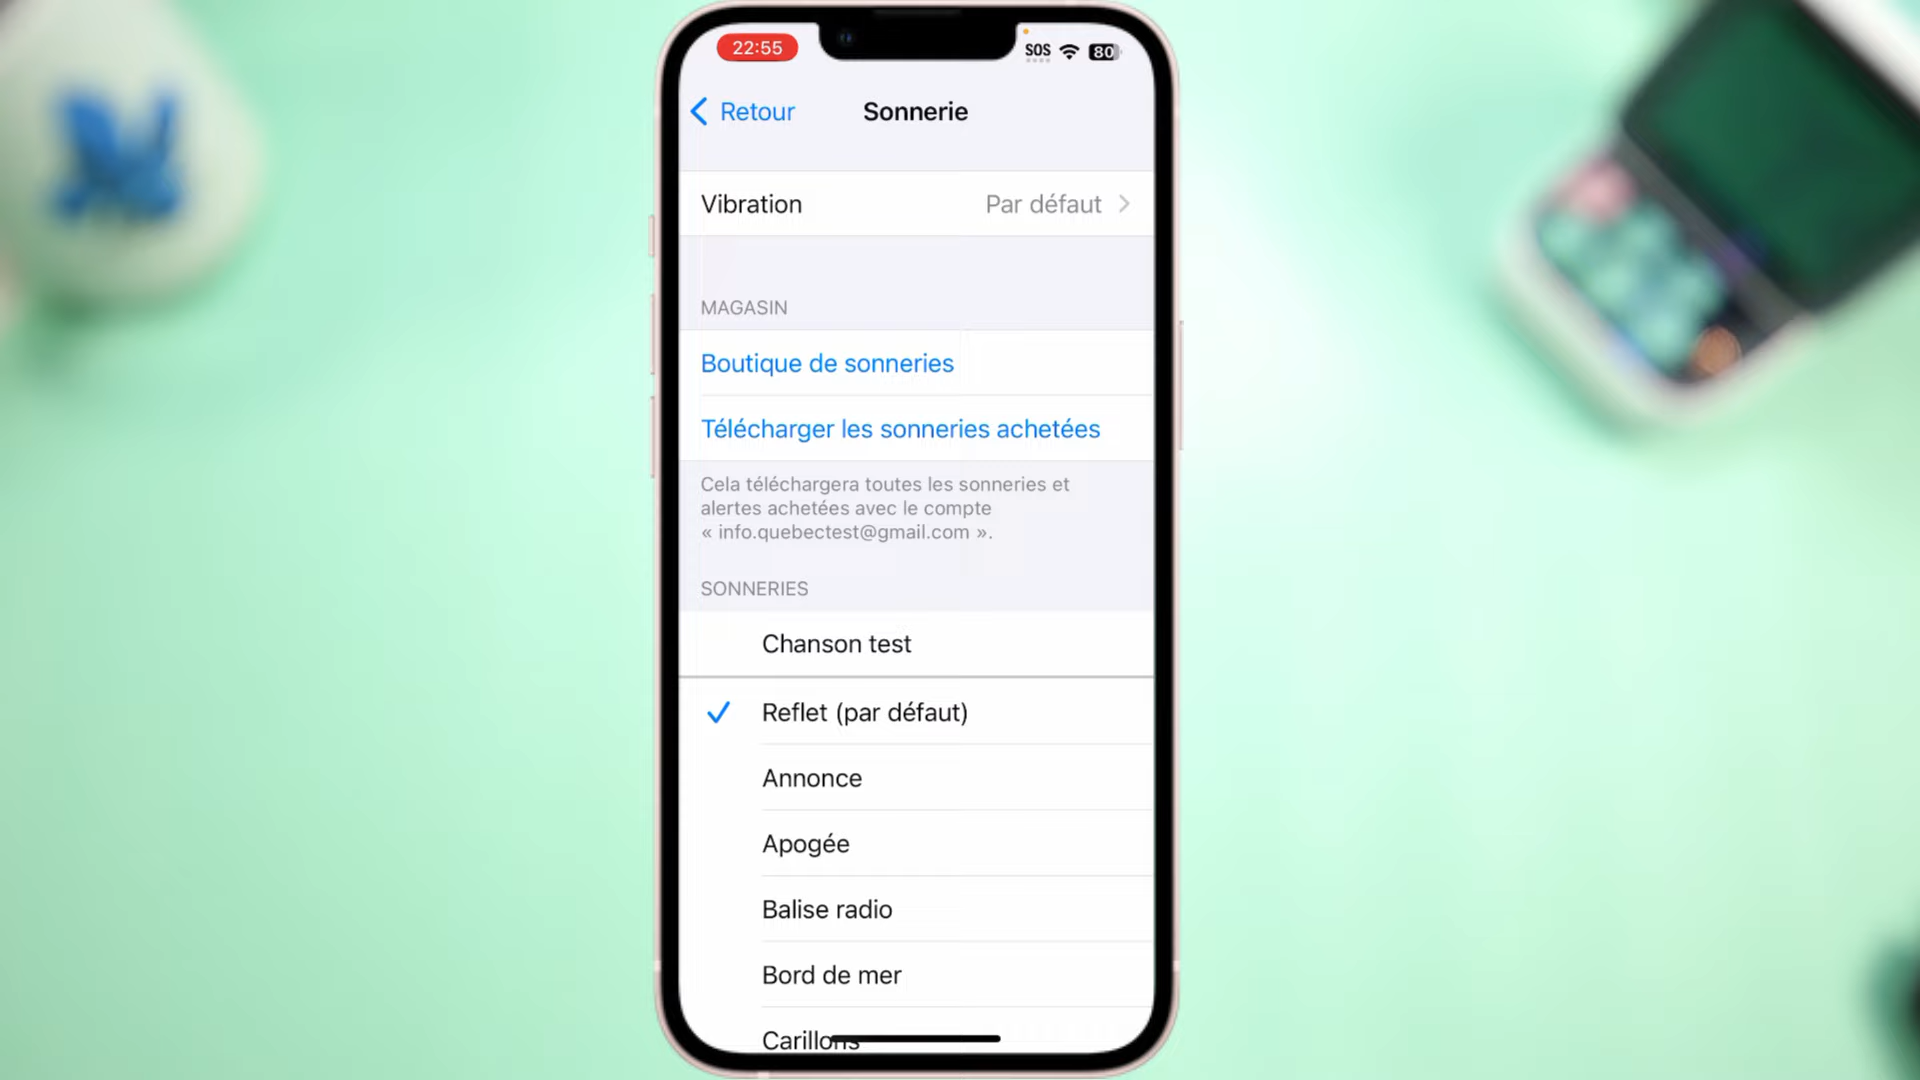 22:55
SOS
80
Retour
Sonnerie
Vibration
Par défaut
MAGASIN
Boutique de sonneries
Télécharger les sonneries achetées
Cela téléchargera toutes les sonneries et
alertes achetées avec le compte
« info.quebectest@gmail.com ».
SONNERIES
Chanson test
Reflet (par défaut)
Annonce
Apogée
Balise radio
Bord de mer
Carillons